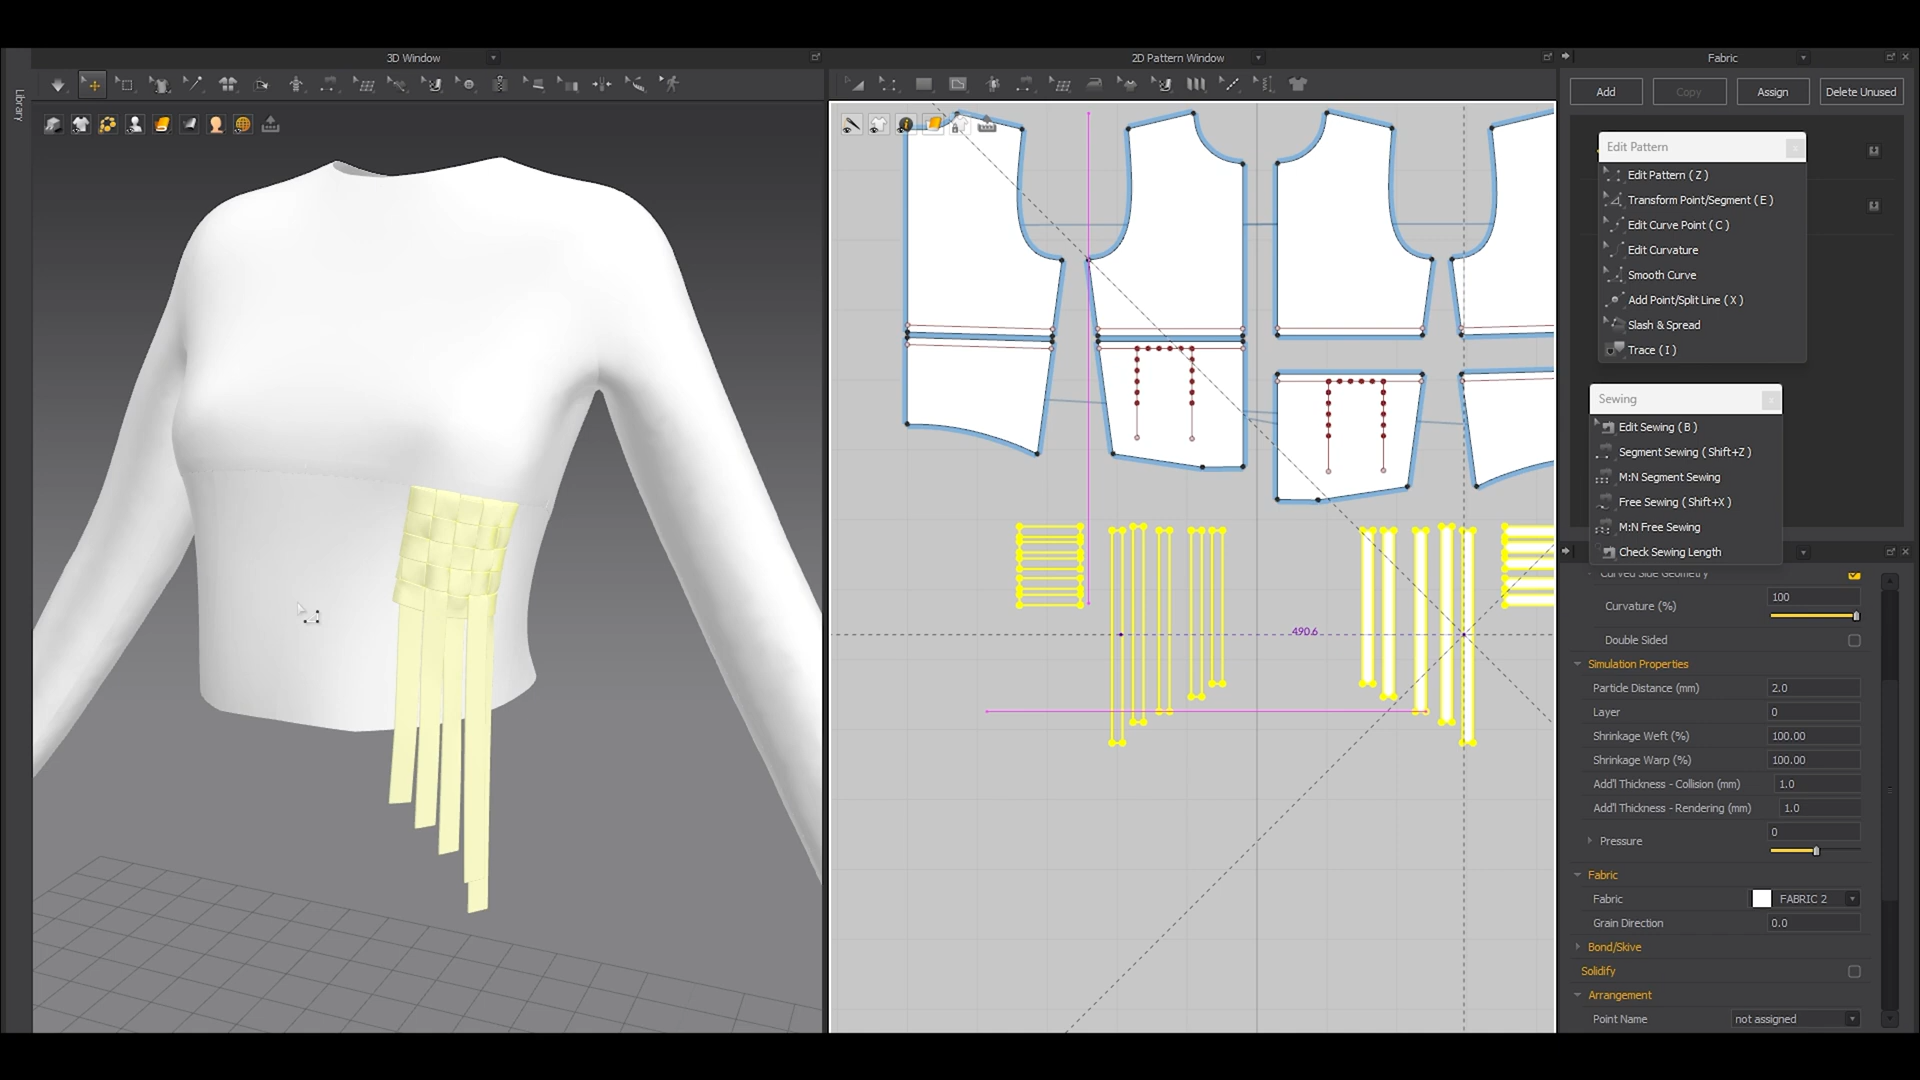 3D Window
2D Pattern Window
Fabric
Library
Add
Copy
Assign
Delete Unused
Edit Pattern
Edit Pattern ( Z )
Transform Point/Segment ( E )
Edit Curve Point ( C )
Edit Curvature
Smooth Curve
Add Point/Split Line ( X )
Slash & Spread
Trace ( I )
Sewing
Edit Sewing ( B )
Segment Sewing ( Shift+Z )
M:N Segment Sewing
Free Sewing ( Shift+X )
M:N Free Sewing
Check Sewing Length
490.6
Curved Side Geometry
Curvature (%)
100
Double Sided
Simulation Properties
Particle Distance (mm)
2.0
Layer
0
Shrinkage Weft (%)
100.00
Shrinkage Warp (%)
100.00
Add'l Thickness - Collision (mm)
1.0
Add'l Thickness - Rendering (mm)
1.0
Pressure
0
Fabric
Fabric
FABRIC 2
Grain Direction
0.0
Bond/Skive
Solidify
Arrangement
Point Name
not assigned